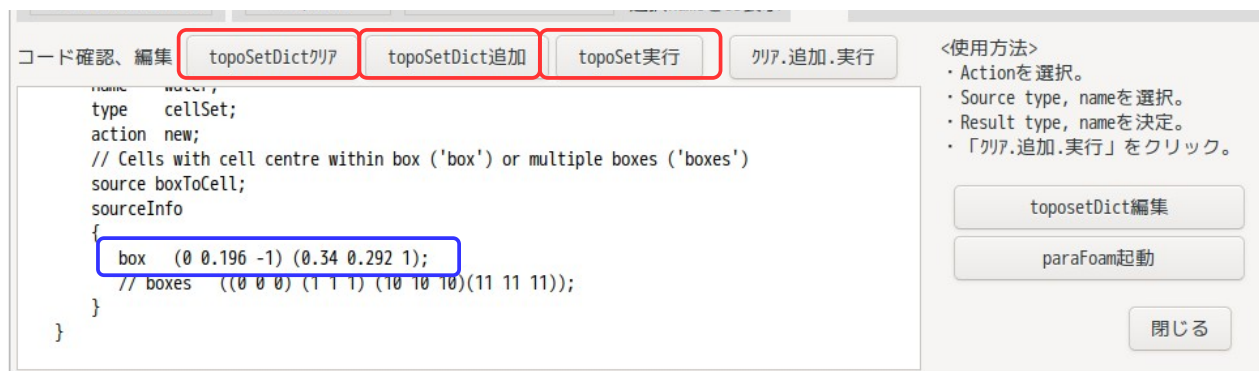 コード確認、編集 topoSetDictクリア topoSetDict追加 topoSet実行 クリア.追加.実行
type cellSet;
action new;
// Cells with cell centre within box ('box') or multiple boxes ('boxes')
source boxToCell;
sourceInfo
{
box (0 0.196 -1) (0.34 0.292 1);
// boxes ((0 0 0) (1 1 1) (10 10 10)(11 11 11));
}
}
<使用方法>
・Actionを選択。
・Source type, nameを選択。
・Result type, nameを決定。
・「クリア.追加.実行」をクリック。
toposetDict編集
paraFoam起動
閉じる